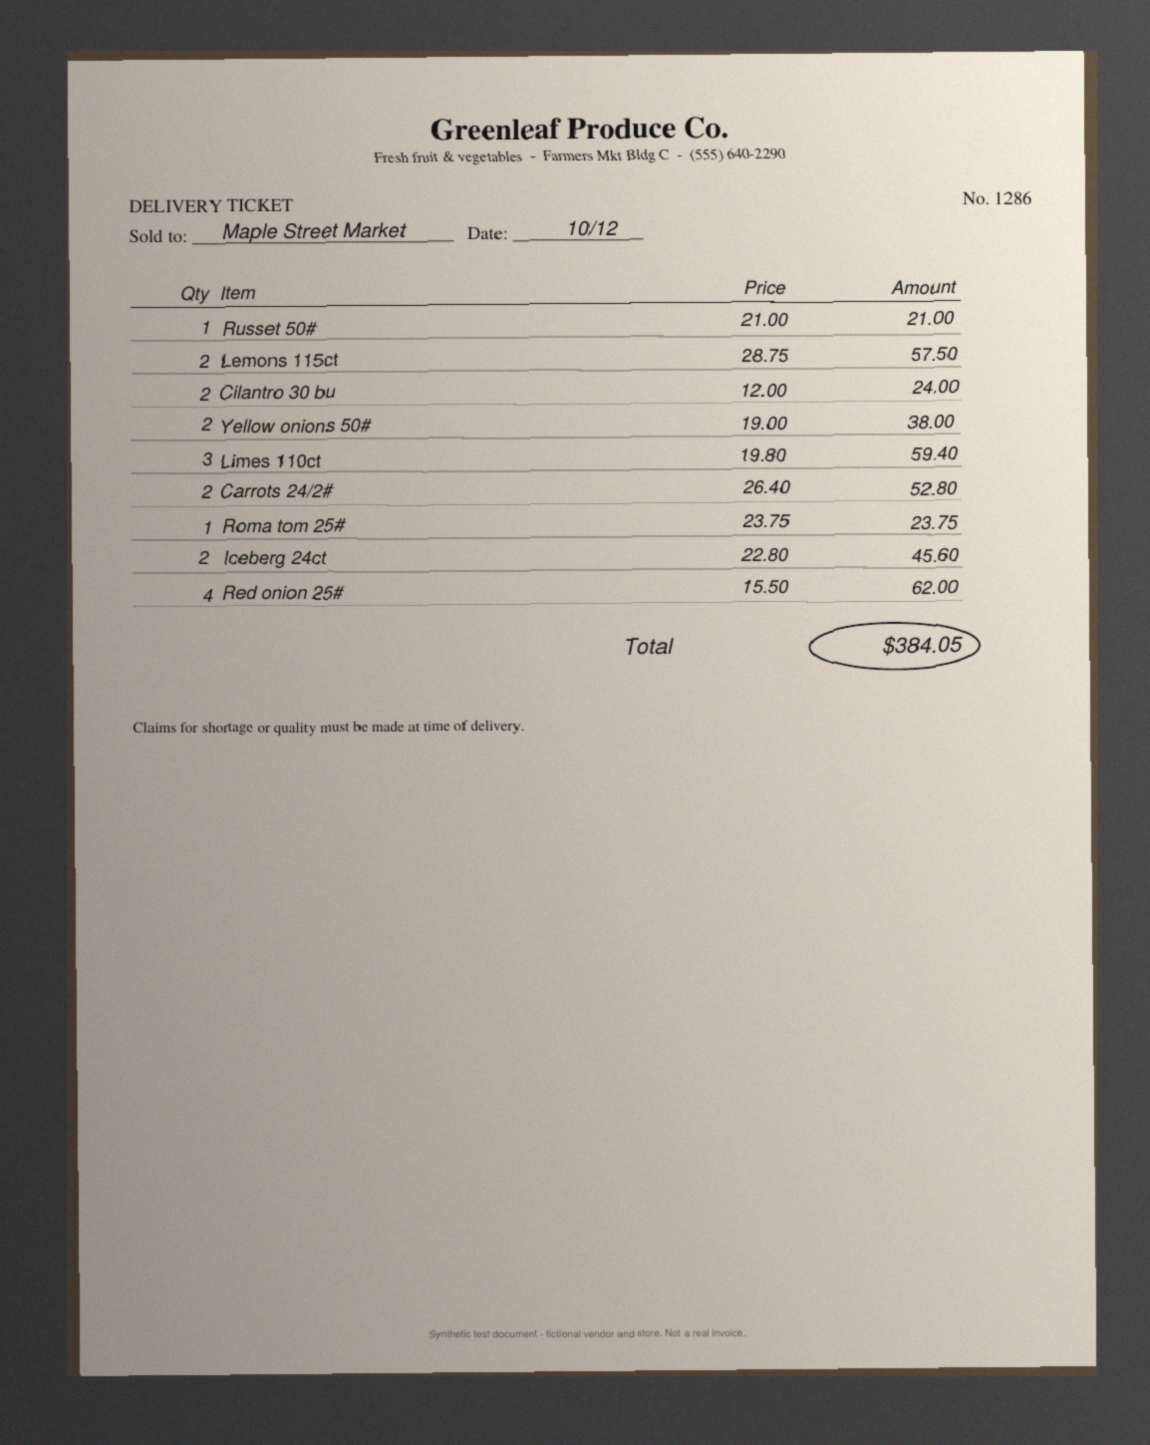 Greenleaf Produce Co.
Fresh fruit & vegetables - Farmers Mkt Bldg C - (555) 640-2290
DELIVERY TICKET No. 1286
Sold to: Maple Street Market Date: 10/12
Qty Item Price Amount
1 Russet 50# 21.00 21.00
2 Lemons 115ct 28.75 57.50
2 Cilantro 30 bu 12.00 24.00
2 Yellow onions 50# 19.00 38.00
3 Limes 110ct 19.80 59.40
2 Carrots 24/2# 26.40 52.80
1 Roma tom 25# 23.75 23.75
2 Iceberg 24ct 22.80 45.60
4 Red onion 25# 15.50 62.00
Total $384.05
Claims for shortage or quality must be made at time of delivery.
Synthetic test document - fictional vendor and store. Not a real invoice.